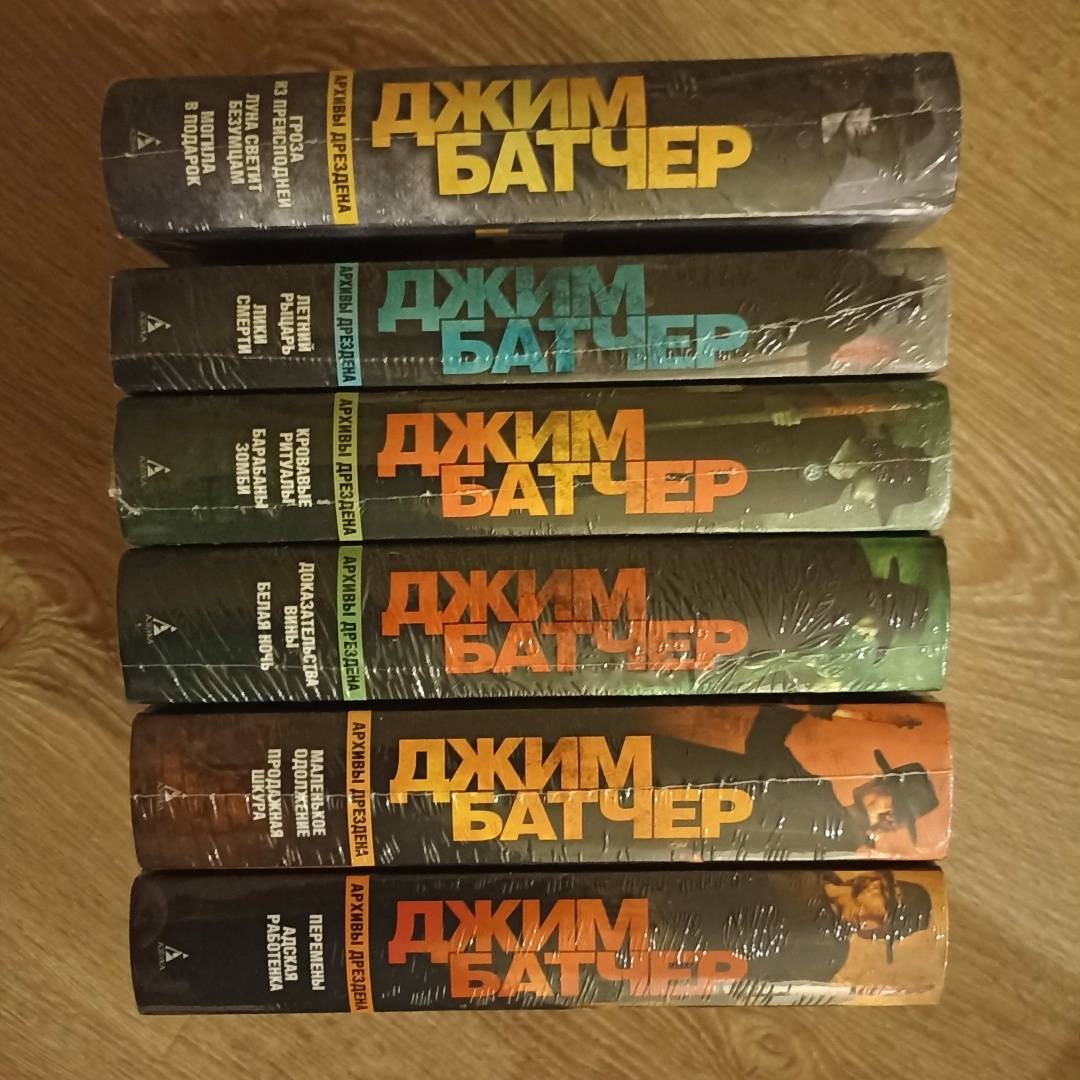 ГРОЗА
ИЗ ПРЕИСПОДНЕЙ
ЛУНА СВЕТИТ
БЕЗУМЦАМ
МОГИЛА
В ПОДАРОК
АРХИВЫ ДРЕЗДЕНА
ДЖИМ
БАТЧЕР
ЛЕТНИЙ
РЫЦАРЬ
ЛИКИ
СМЕРТИ
АРХИВЫ ДРЕЗДЕНА
ДЖИМ
БАТЧЕР
КРОВАВЫЕ
РИТУАЛЫ
БАРАБАНЫ
ЗОМБИ
АРХИВЫ ДРЕЗДЕНА
ДЖИМ
БАТЧЕР
ДОКАЗАТЕЛЬСТВА
ВИНЫ
БЕЛАЯ НОЧЬ
АРХИВЫ ДРЕЗДЕНА
ДЖИМ
БАТЧЕР
МАЛЕНЬКОЕ
ОДОЛЖЕНИЕ
ПРОДАЖНАЯ
ШКУРА
АРХИВЫ ДРЕЗДЕНА
ДЖИМ
БАТЧЕР
ПЕРЕМЕНЫ
АДСКАЯ
РАБОТЕНКА
АРХИВЫ ДРЕЗДЕНА
ДЖИМ
БАТЧЕР